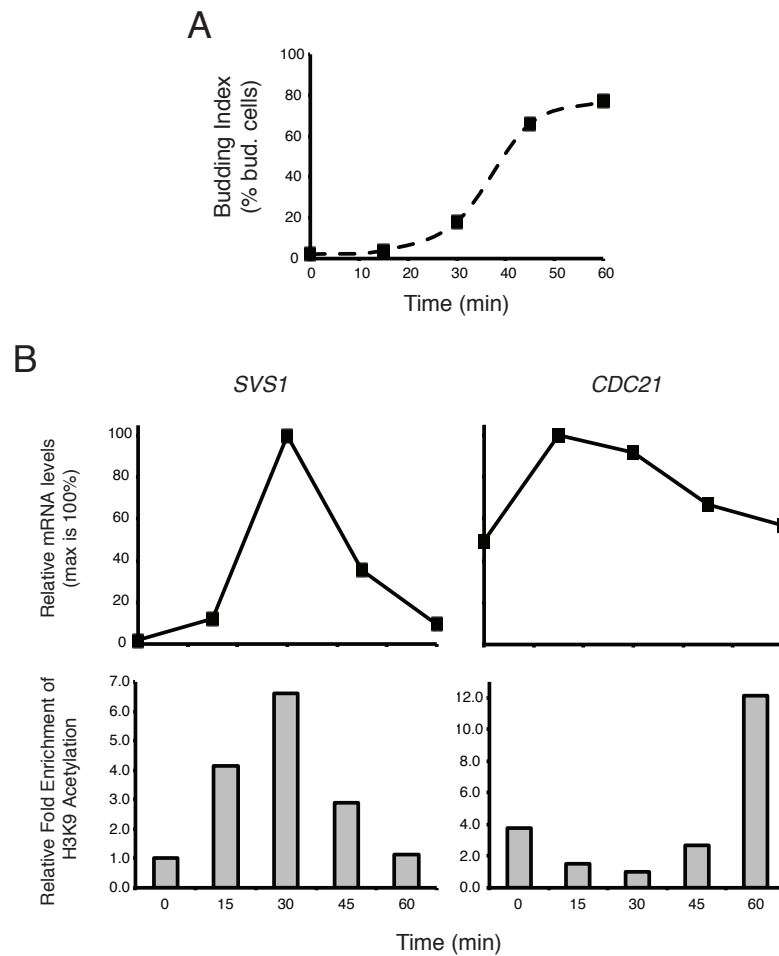 A
Budding Index
(% bud. cells)
100
80
60
40
20
0
0 10 20 30 40 50 60
Time (min)
B
SVS1
CDC21
Relative mRNA levels
(max is 100%)
100
80
60
40
20
0
Relative Fold Enrichment of
H3K9 Acetylation
7.0
6.0
5.0
4.0
3.0
2.0
1.0
0.0
0 15 30 45 60
12.0
10.0
8.0
6.0
4.0
2.0
0.0
0 15 30 45 60
Time (min)